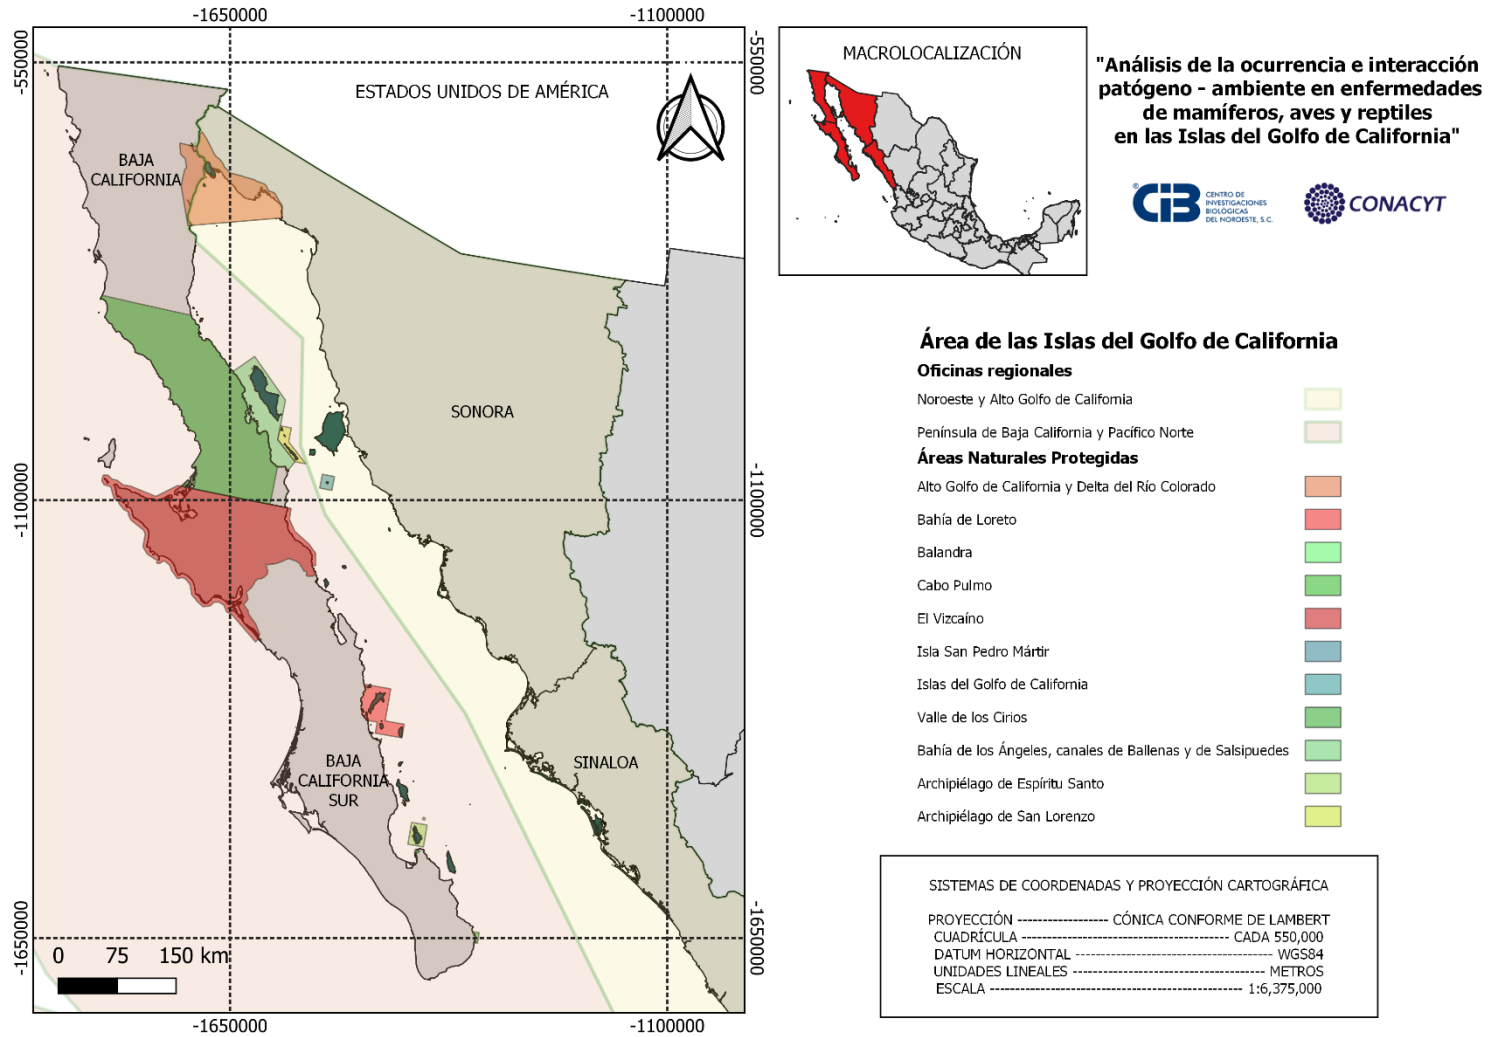 -1650000
-1100000
-550000
-550000
ESTADOS UNIDOS DE AMÉRICA
BAJA
CALIFORNIA
SONORA
-1100000
-1100000
SINALOA
BAJA
CALIFORNIA
SUR
-1650000
-1650000
0 75 150 km
-1650000
-1100000
MACROLOCALIZACIÓN
"Análisis de la ocurrencia e interacción
patógeno - ambiente en enfermedades
de mamíferos, aves y reptiles
en las Islas del Golfo de California"
CiB
CENTRO DE
INVESTIGACIONES
BIOLÓGICAS
DEL NOROESTE, S.C.
CONACYT
Área de las Islas del Golfo de California
Oficinas regionales
Noroeste y Alto Golfo de California
Península de Baja California y Pacífico Norte
Áreas Naturales Protegidas
Alto Golfo de California y Delta del Río Colorado
Bahía de Loreto
Balandra
Cabo Pulmo
El Vizcaíno
Isla San Pedro Mártir
Islas del Golfo de California
Valle de los Cirios
Bahía de los Ángeles, canales de Ballenas y de Salsipuedes
Archipiélago de Espíritu Santo
Archipiélago de San Lorenzo
SISTEMAS DE COORDENADAS Y PROYECCIÓN CARTOGRÁFICA
PROYECCIÓN ------------------ CÓNICA CONFORME DE LAMBERT
CUADRÍCULA ----------------------------------------- CADA 550,000
DATUM HORIZONTAL --------------------------------------- WGS84
UNIDADES LINEALES -------------------------------------- METROS
ESCALA -------------------------------------------------- 1:6,375,000